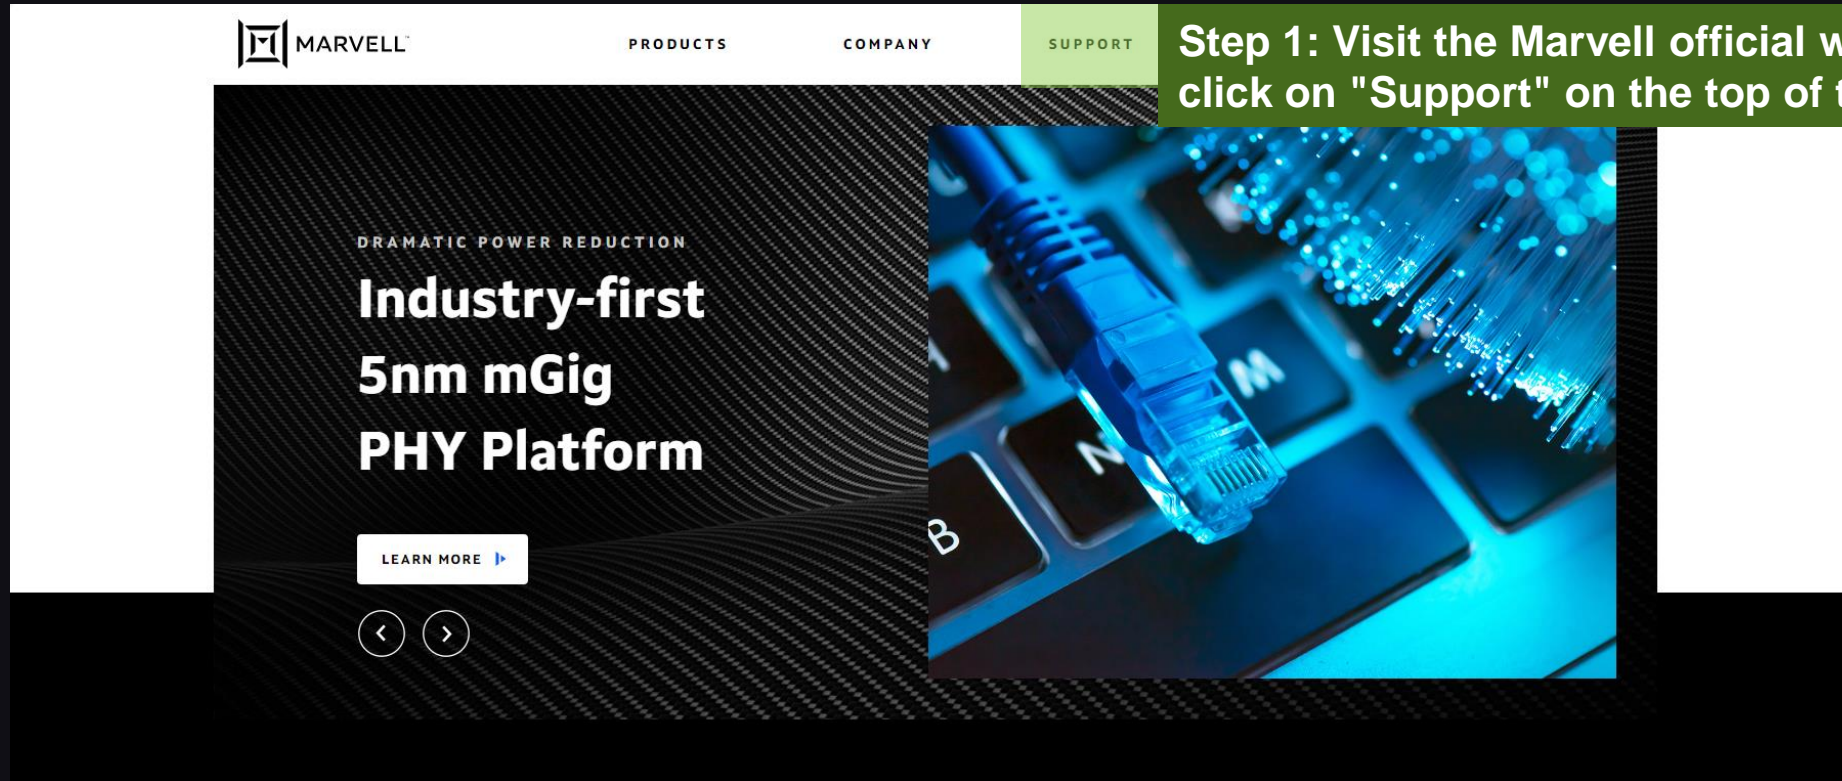 MARVELL™
PRODUCTS
COMPANY
SUPPORT
Step 1: Visit the Marvell official
click on "Support" on the top of
DRAMATIC POWER REDUCTION
Industry-first
5nm mGig
PHY Platform
LEARN MORE
M
N
B